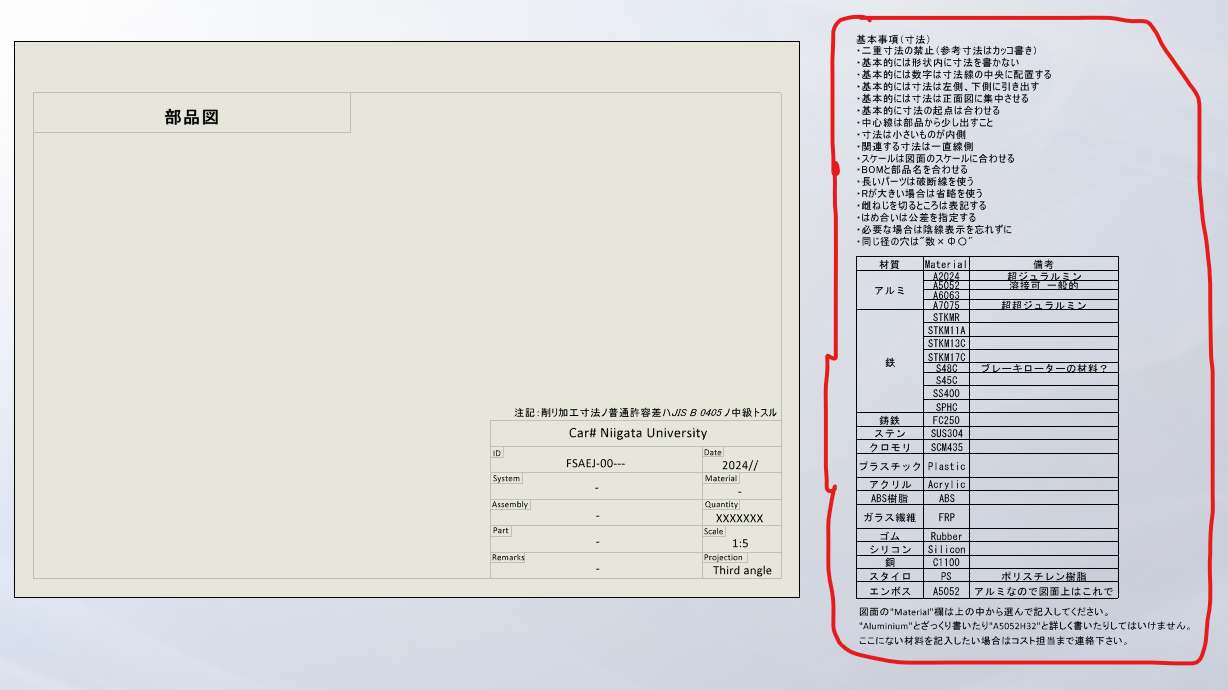 部品図
注記：削り加工寸法ノ普通許容差ハJIS B 0405ノ中級トスル
Car# Niigata University
ID
FSAEJ-00---
Date
2024//
System
-
Material
-
Assembly
-
Quantity
XXXXXXX
Part
-
Scale
1:5
Remarks
-
Projection
Third angle
基本事項（寸法）
・二重寸法の禁止（参考寸法はカッコ書き）
・基本的には形状内に寸法を書かない
・基本的には数字は寸法線の中央に配置する
・基本的には寸法は左側、下側に引き出す
・基本的には寸法は正面図に集中させる
・基本的に寸法の起点は合わせる
・中心線は部品から少し出すこと
・寸法は小さいものが内側
・関連する寸法は一直線側
・スケールは図面のスケールに合わせる
・BOMと部品名を合わせる
・長いパーツは破断線を使う
・Rが大きい場合は省略を使う
・雌ねじを切るところは表記する
・はめ合いは公差を指定する
・必要な場合は陰線表示を忘れずに
・同じ径の穴は"数×Φ〇"
材質 Material 備考
アルミ A2024 超ジュラルミン
A5052 溶接可 一般的
A6063
A7075 超超ジュラルミン
鉄 STKMR
STKM11A
STKM13C
STKM17C
S48C ブレーキローターの材料？
S45C
SS400
SPHC
鋳鉄 FC250
ステン SUS304
クロモリ SCM435
プラスチック Plastic
アクリル Acrylic
ABS樹脂 ABS
ガラス繊維 FRP
ゴム Rubber
シリコン Silicon
銅 C1100
スタイロ PS ポリスチレン樹脂
エンボス A5052 アルミなので図面上はこれで
図面の"Material"欄は上の中から選んで記入してください。
"Aluminium"とざっくり書いたり"A5052H32"と詳しく書いたりしてはいけません。
ここにない材料を記入したい場合はコスト担当まで連絡下さい。